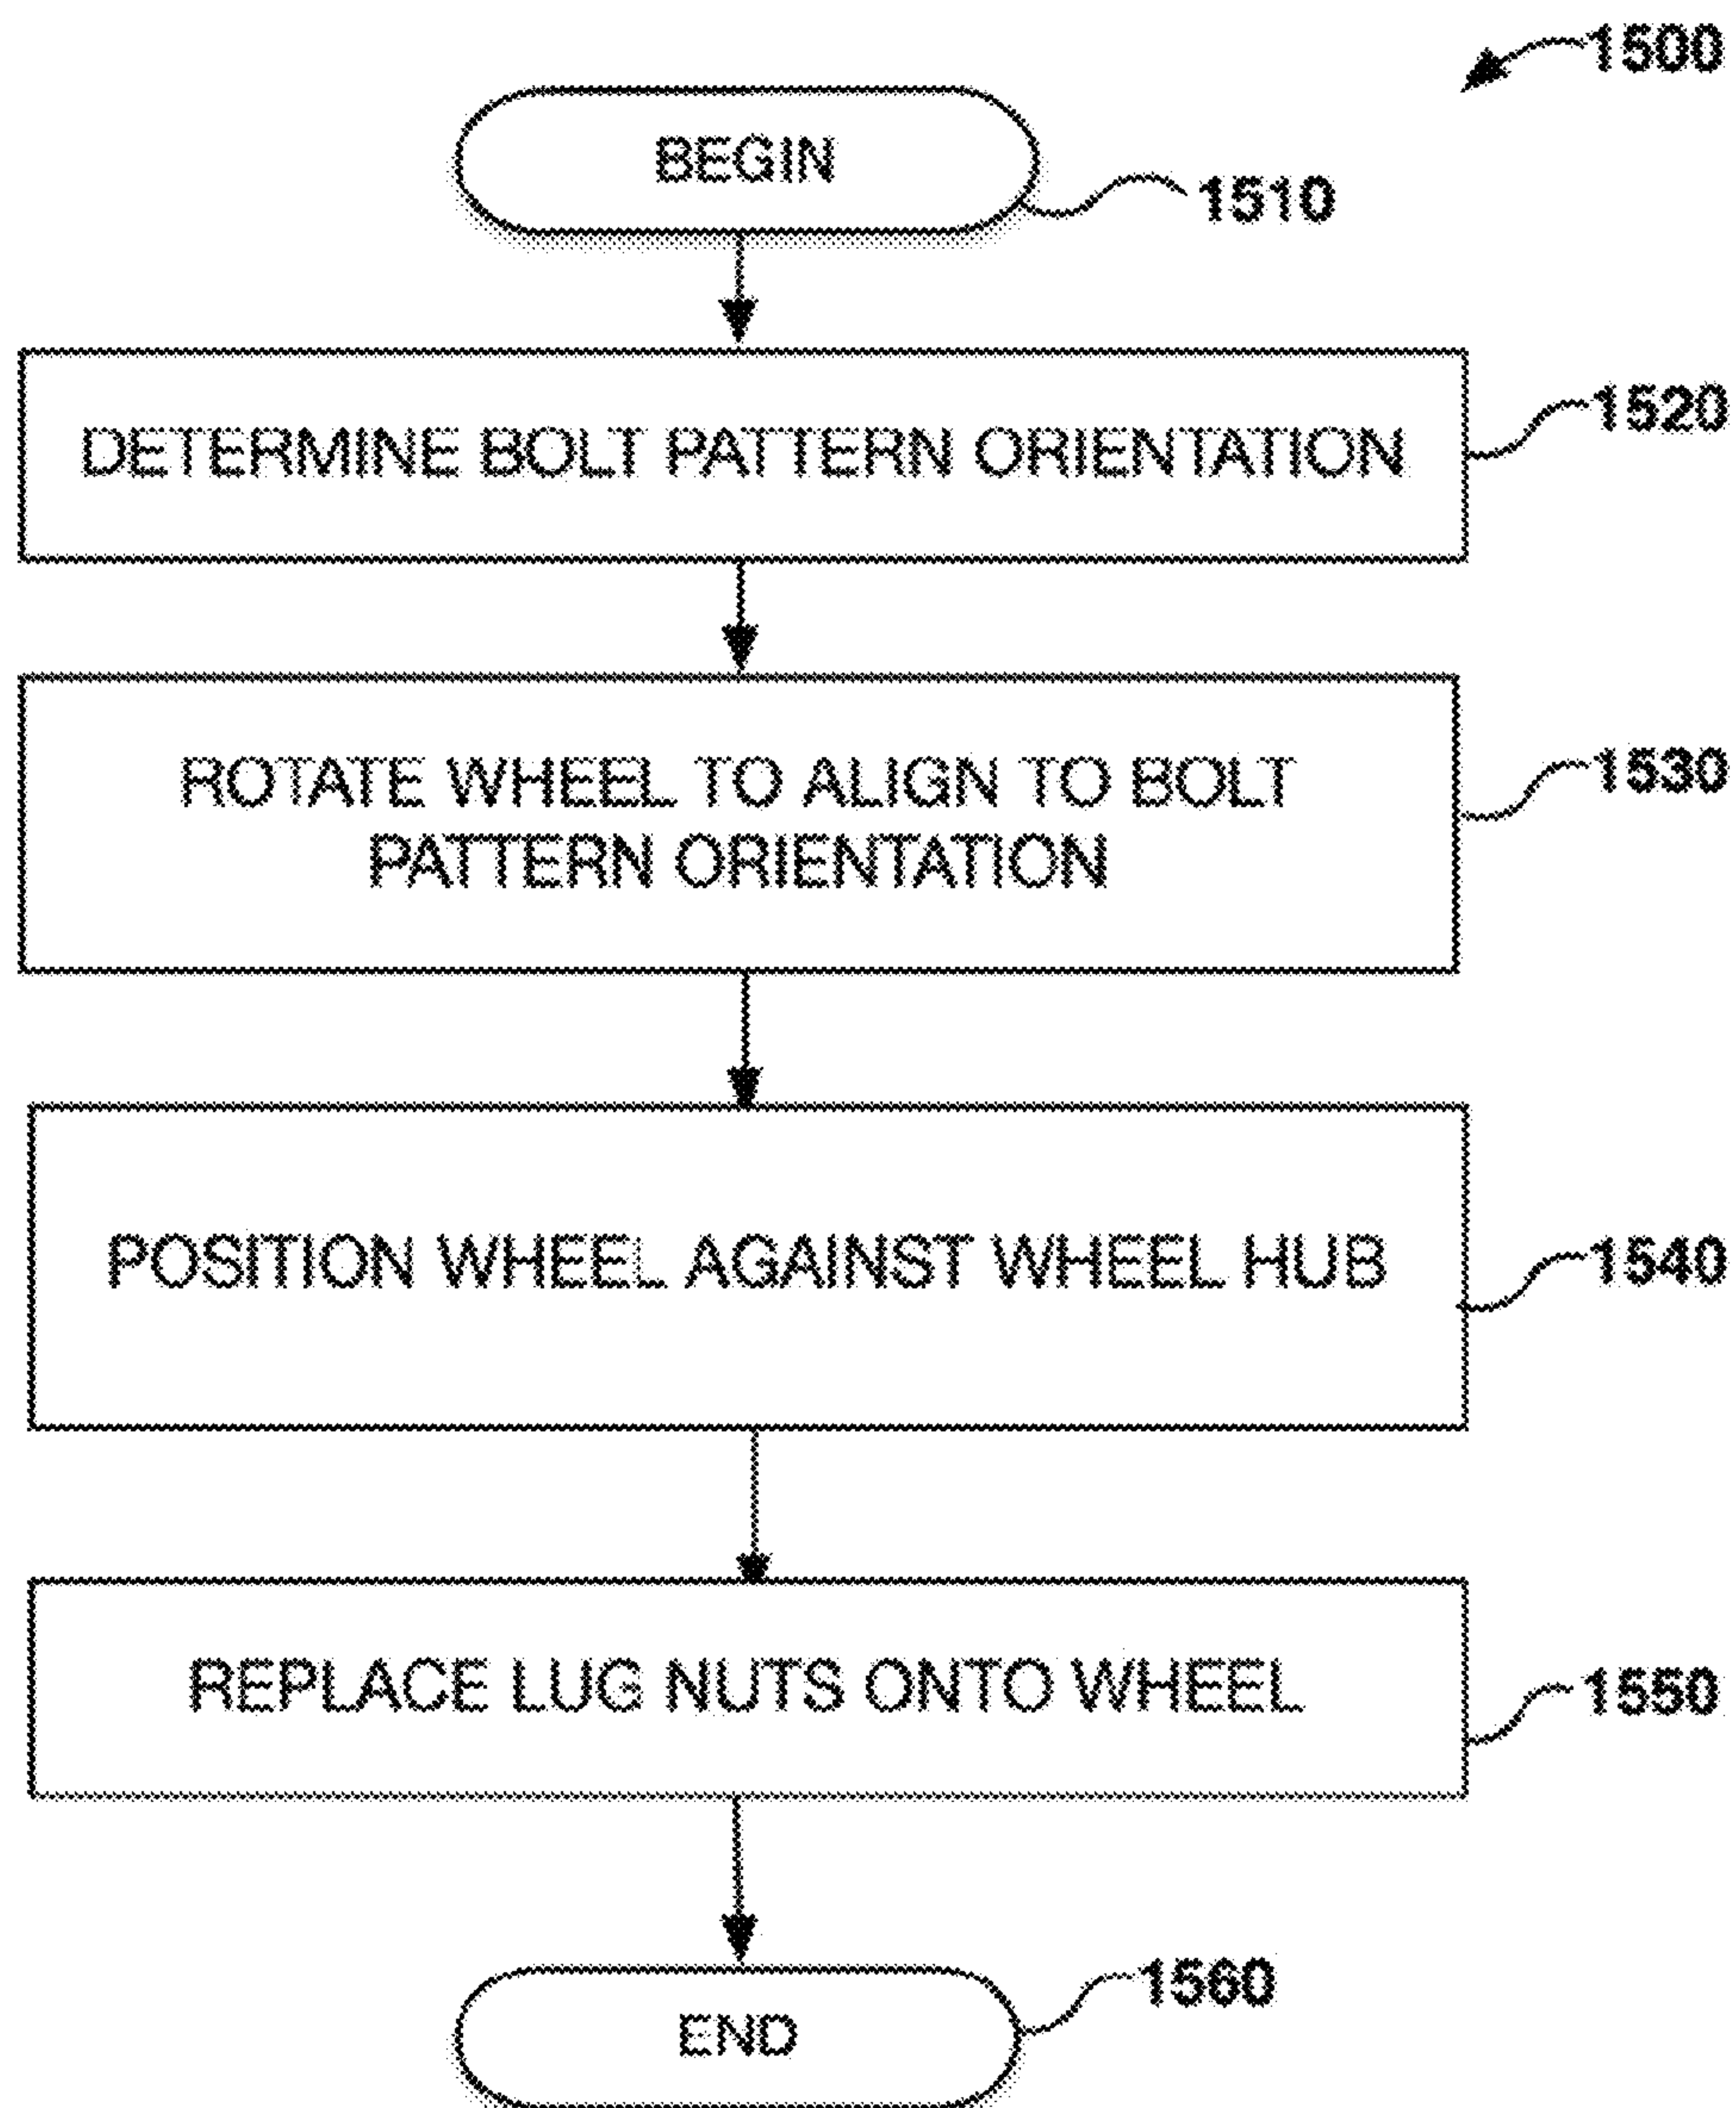 1500
BEGIN
1510
DETERMINE BOLT PATTERN ORIENTATION
1520
ROTATE WHEEL TO ALIGN TO BOLT
PATTERN ORIENTATION
1530
POSITION WHEEL AGAINST WHEEL HUB
1540
REPLACE LUG NUTS ONTO WHEEL
1550
END
1560